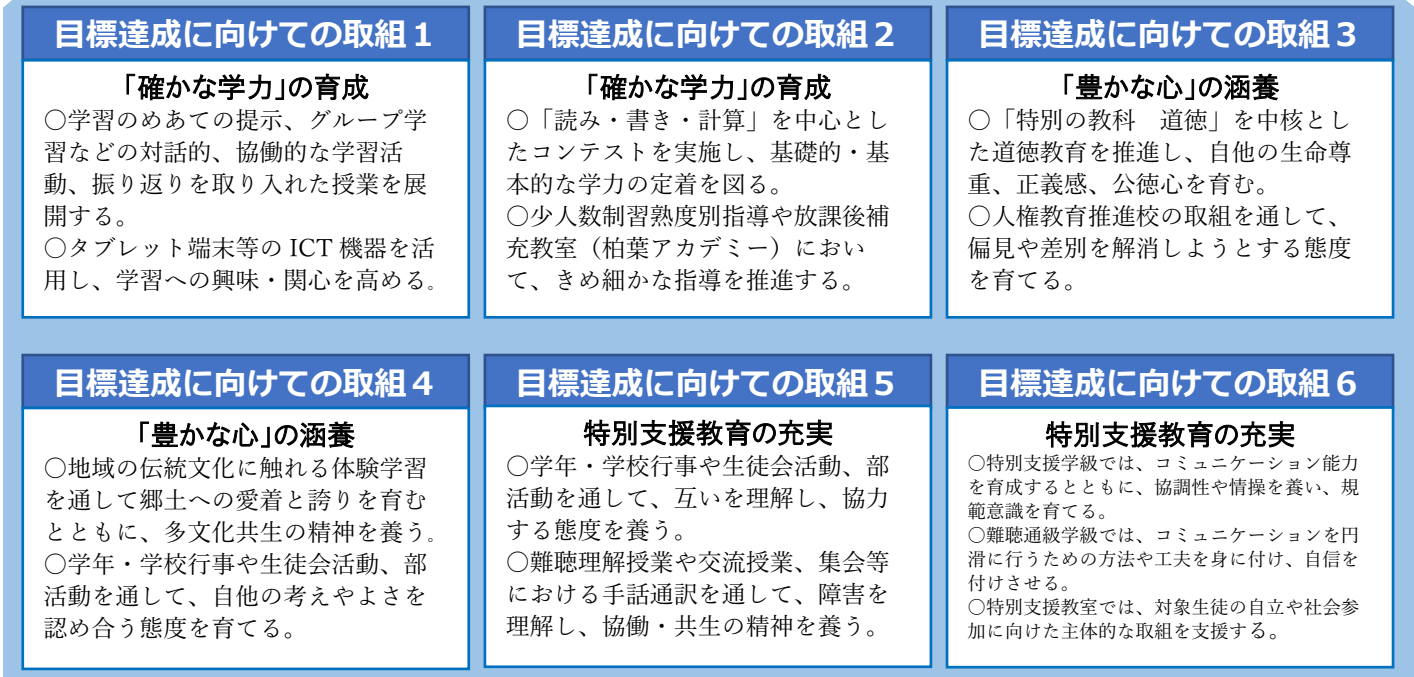 目標達成に向けての取組１
「確かな学力」の育成
〇学習のめあての提示、グループ学
習などの対話的、協働的な学習活
動、振り返りを取り入れた授業を展
開する。
〇タブレット端末等の ICT 機器を活
用し、学習への興味・関心を高める。
目標達成に向けての取組２
「確かな学力」の育成
〇「読み・書き・計算」を中心とし
たコンテストを実施し、基礎的・基
本的な学力の定着を図る。
〇少人数制習熟度別指導や放課後補
充教室（柏葉アカデミー）におい
て、きめ細かな指導を推進する。
目標達成に向けての取組３
「豊かな心」の涵養
〇「特別の教科　道徳」を中核とし
た道徳教育を推進し、自他の生命尊
重、正義感、公徳心を育む。
〇人権教育推進校の取組を通して、
偏見や差別を解消しようとする態度
を育てる。
目標達成に向けての取組４
「豊かな心」の涵養
〇地域の伝統文化に触れる体験学習
を通して郷土への愛着と誇りを育む
とともに、多文化共生の精神を養う。
〇学年・学校行事や生徒会活動、部
活動を通して、自他の考えやよさを
認め合う態度を育てる。
目標達成に向けての取組５
特別支援教育の充実
〇学年・学校行事や生徒会活動、部
活動を通して、互いを理解し、協力
する態度を養う。
〇難聴理解授業や交流授業、集会等
における手話通訳を通して、障害を
理解し、協働・共生の精神を養う。
目標達成に向けての取組６
特別支援教育の充実
〇特別支援学級では、コミュニケーション能力
を育成するとともに、協調性や情操を養い、規
範意識を育てる。
〇難聴通級学級では、コミュニケーションを円
滑に行うための方法や工夫を身に付け、自信を
付けさせる。
〇特別支援教室では、対象生徒の自立や社会参
加に向けた主体的な取組を支援する。